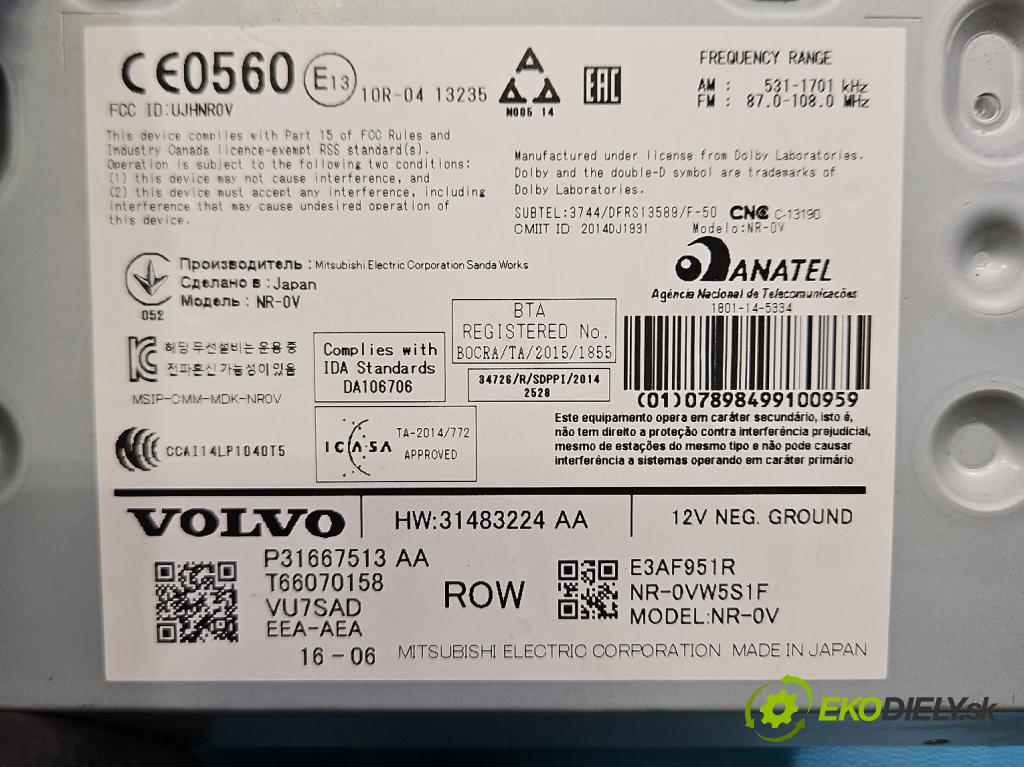 CE0560 E13 10R-04 13235
M005 14
EAC
FREQUENCY RANGE
AM : 531-1701 kHz
FM : 87.0-108.0 MHz
FCC ID:UJHNR0V
This device complies with Part 15 of FCC Rules and
Industry Canada licence-exempt RSS standard(s).
Operation is subject to the following two conditions:
(1) this device may not cause interference, and
(2) this device must accept any interference, including
interference that may cause undesired operation of
this device.
Manufactured under license from Dolby Laboratories.
Dolby and the double-D symbol are trademarks of
Dolby Laboratories.
SUBTEL:3744/DFRS13589/F-50 CNC C-13190
CMIIT ID: 2014DJ1931 Modelo:NR-0V
052
Производитель : Mitsubishi Electric Corporation Sanda Works
Сделано в : Japan
Модель : NR-0V
ANATEL
Agência Nacional de Telecomunicacões
1801-14-5334
(01)07898499100959
해당 무선설비는 운용 중
전파혼신 가능성이 있음
MSIP-CMM-MDK-NR0V
Complies with
IDA Standards
DA106706
BTA
REGISTERED No.
BOCRA/TA/2015/1855
34726/R/SDPPI/2014
2528
CCAI14LP1040T5
ICASA
TA-2014/772
APPROVED
Este equipamento opera em caráter secundário, isto é,
não tem direito a proteção contra interferência prejudicial,
mesmo de estações do mesmo tipo e não pode causar
interferência a sistemas operando em caráter primário
VOLVO
HW:31483224 AA
12V NEG. GROUND
P31667513 AA
T66070158
VU7SAD
EEA-AEA
16-06
ROW
E3AF951R
NR-0VW5S1F
MODEL:NR-0V
MITSUBISHI ELECTRIC CORPORATION MADE IN JAPAN
EKODIELY.sk